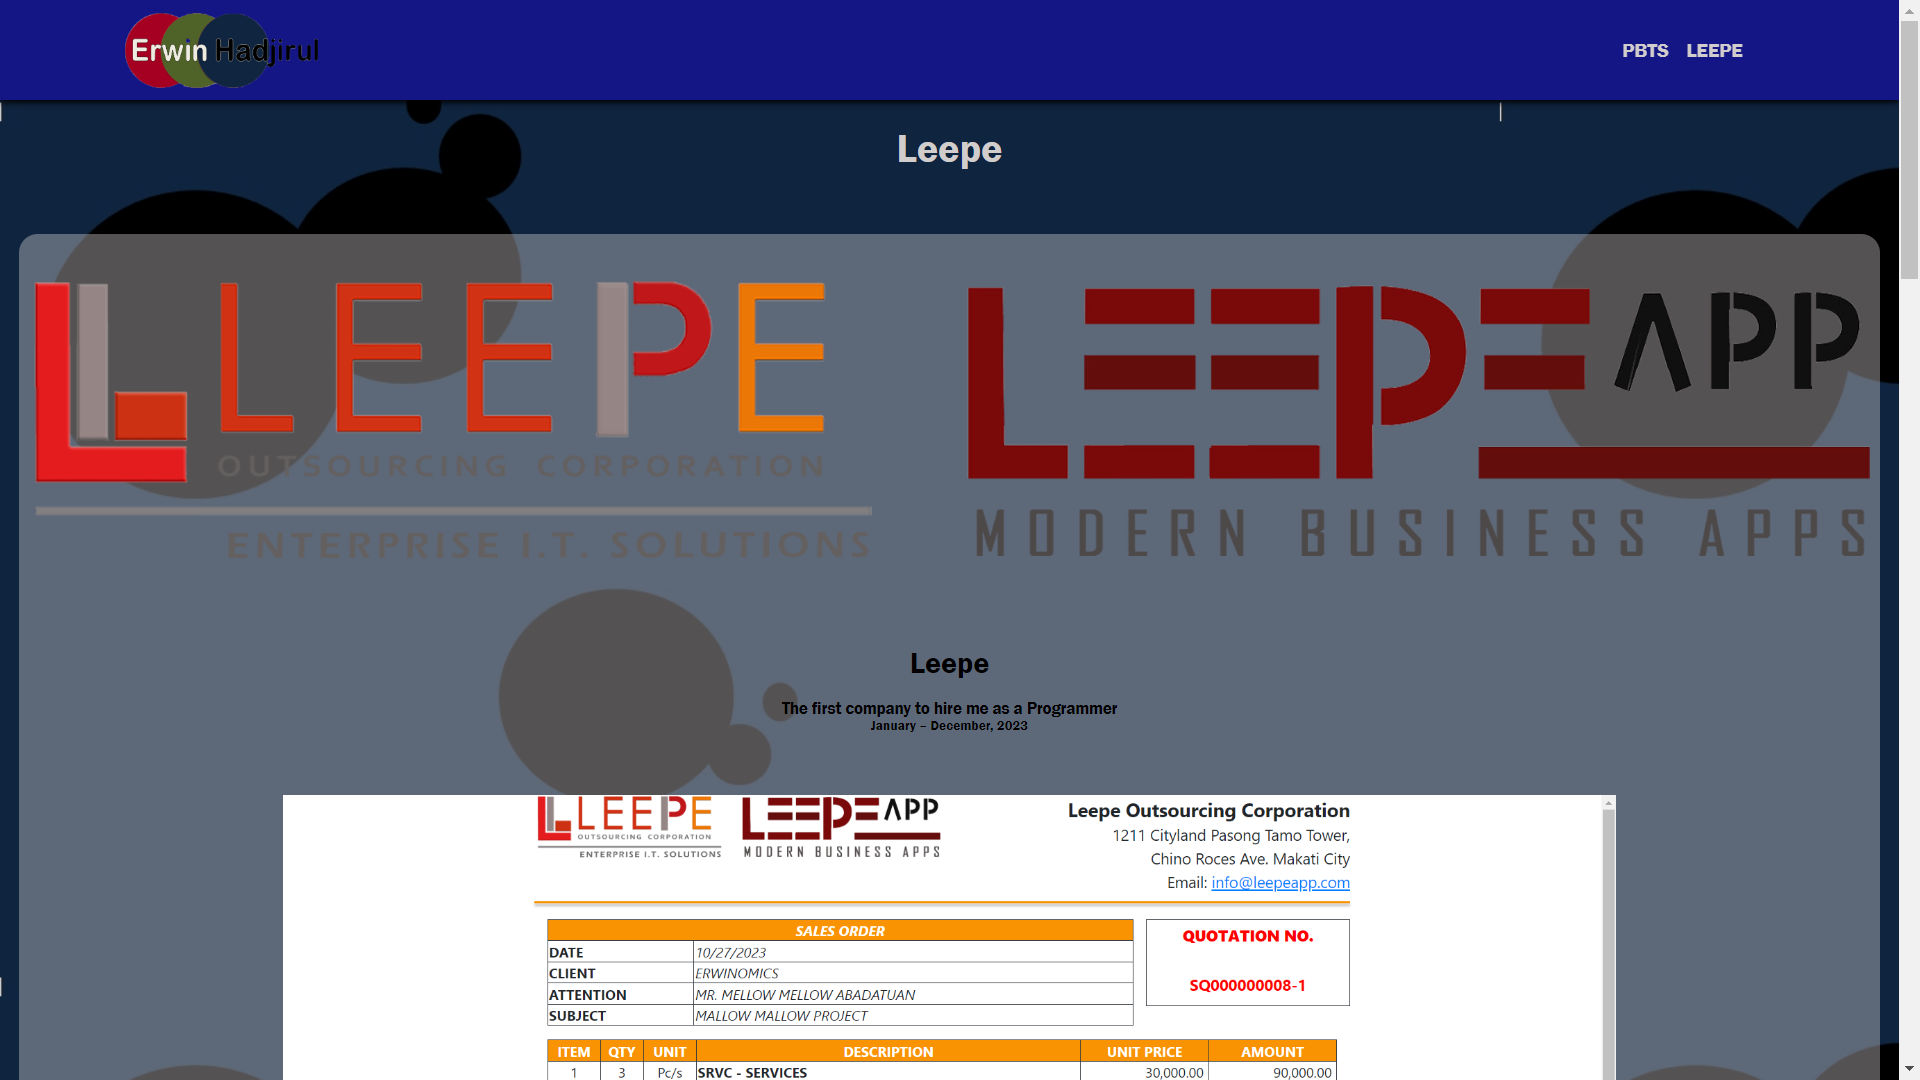 Erwin Hadjirul
PBTS LEEPE
Leepe
LEEPE
OUTSOURCING CORPORATION
ENTERPRISE I.T. SOLUTIONS
LEEPE APP
MODERN BUSINESS APPS
Leepe
The first company to hire me as a Programmer
January – December, 2023
LEEPE
OUTSOURCING CORPORATION
ENTERPRISE I.T. SOLUTIONS
LEEPE APP
MODERN BUSINESS APPS
Leepe Outsourcing Corporation
1211 Cityland Pasong Tamo Tower,
Chino Roces Ave. Makati City
Email: info@leepeapp.com
SALES ORDER
DATE 10/27/2023
CLIENT ERWINOMICS
ATTENTION MR. MELLOW MELLOW ABADATUAN
SUBJECT MALLOW MALLOW PROJECT
QUOTATION NO.
SQ000000008-1
ITEM QTY UNIT DESCRIPTION UNIT PRICE AMOUNT
1 3 Pc/s SRVC - SERVICES 30,000.00 90,000.00